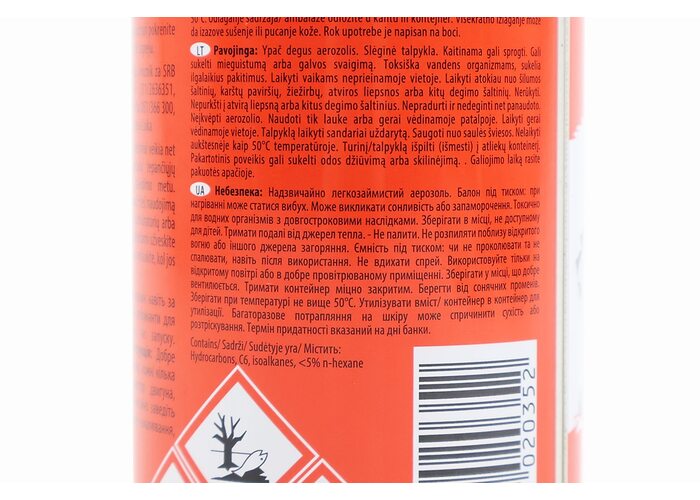 50°C. Odlaganje sadržaja/ ambalaže odložite u kantu ili kontejner. Višekratno izlaganje može
da izazove sušenje ili pucanje kože. Rok upotrebe je napisan na boci.
LT Pavojinga: Ypač degus aerozolis. Slėginė talpykla. Kaitinama gali sprogti. Gali
sukelti mieguistumą arba galvos svaigimą. Toksiška vandens organizmams, sukelia
ilgalaikius pakitimus. Laikyti vaikams neprieinamoje vietoje. Laikyti atokiau nuo šilumos
šaltinių, karštų paviršių, žiežirbų, atviros liepsnos arba kitų degimo šaltinių. Nerūkyti.
Nepurkšti į atvirą liepsną arba kitus degimo šaltinius. Nepradurti ir nedeginti net panaudoto.
Neįkvėpti aerozolio. Naudoti tik lauke arba gerai vėdinamoje patalpoje. Laikyti gerai
vėdinamoje vietoje. Talpyklą laikyti sandariai uždarytą. Saugoti nuo saulės šviesos. Nelaikyti
aukštesnėje kaip 50°C temperatūroje. Turinį/talpyklą išpilti (išmesti) į atliekų konteinerį.
Pakartotinis poveikis gali sukelti odos džiūvimą arba skilinėjimą. . Galiojimo laiką rasite
pakuotės apačioje.
UA Небезпека: Надзвичайно легкозаймистий аерозоль. Балон під тиском: при
нагріванні може статися вибух. Може викликати сонливість або запаморочення. Токсично
для водних організмів з довгостроковими наслідками. Зберігати в місці, не доступному
для дітей. Тримати подалі від джерел тепла. - Не палити. Не розпиляти поблизу відкритого
вогню або іншого джерела загоряння. Ємність під тиском: чи не проколювати та не
спалювати, навіть після використання. Не вдихати спрей. Використовуйте тільки на
відкритому повітрі або в добре провітрюваному приміщенні. Зберігати у місці, що добре
вентилюється. Тримати контейнер міцно закритим. Берегти від сонячних променів.
Зберігати при температурі не вище 50°С. Утилізувати вміст/ контейнер в контейнер для
утилізації. Багаторазове потрапляння на шкіру може спричинити сухість або
розтріскування. Термін придатності вказаний на дні банки.
Contains/ Sadrži/ Sudėtyje yra/ Містить:
Hydrocarbons, C6, isoalkanes, <5% n-hexane
020352